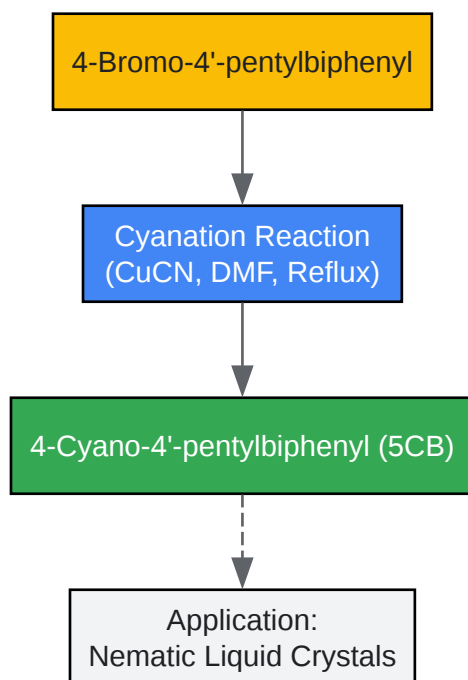 4-Bromo-4'-pentylbiphenyl
Cyanation Reaction
(CuCN, DMF, Reflux)
4-Cyano-4'-pentylbiphenyl (5CB)
Application:
Nematic Liquid Crystals